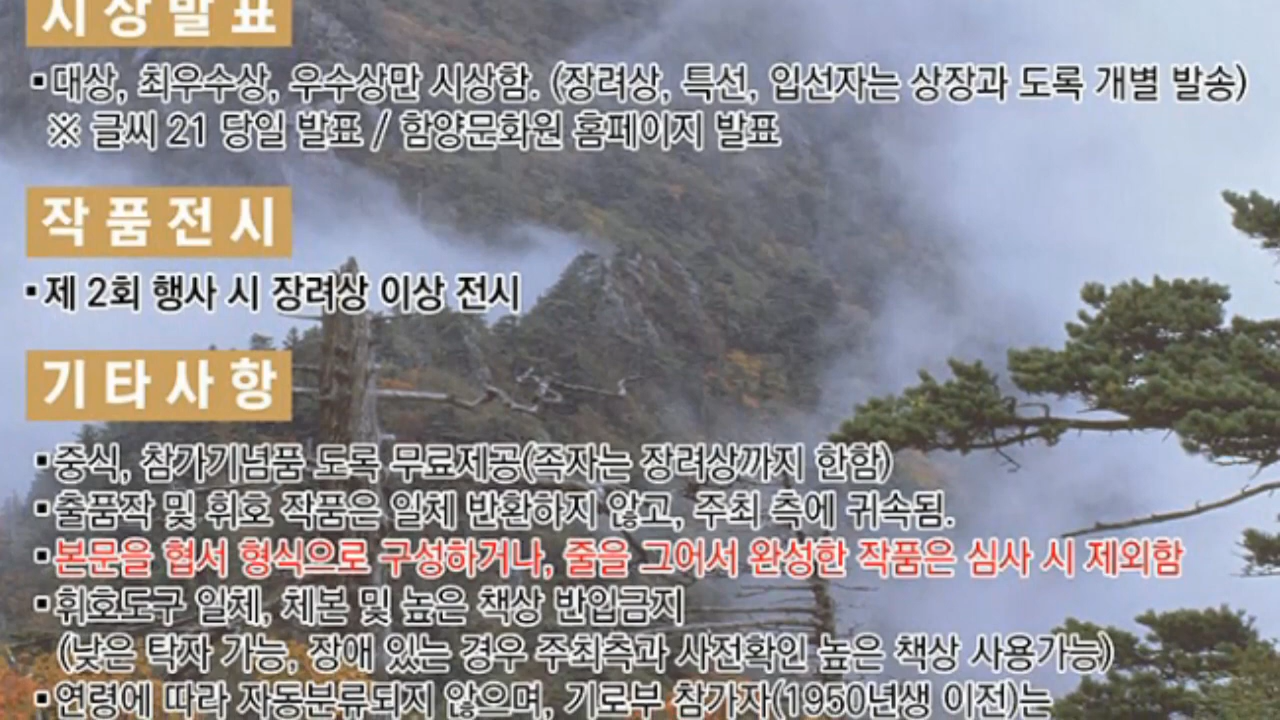 시상발표
▪대상, 최우수상, 우수상만 시상함. (장려상, 특선, 입선자는 상장과 도록 개별 발송)
※ 글씨 21 당일 발표 / 함양문화원 홈페이지 발표
작품전시
▪제 2회 행사 시 장려상 이상 전시
기타사항
▪중식, 참가기념품 도록 무료제공(족자는 장려상까지 한함)
▪출품작 및 휘호 작품은 일체 반환하지 않고, 주최 측에 귀속됨.
▪본문을 협서 형식으로 구성하거나, 줄을 그어서 완성한 작품은 심사 시 제외함
▪휘호도구 일체, 체본 및 높은 책상 반입금지
(낮은 탁자 가능, 장애 있는 경우 주최측과 사전확인 높은 책상 사용가능)
▪연령에 따라 자동분류되지 않으며, 기로부 참가자(1950년생 이전)는